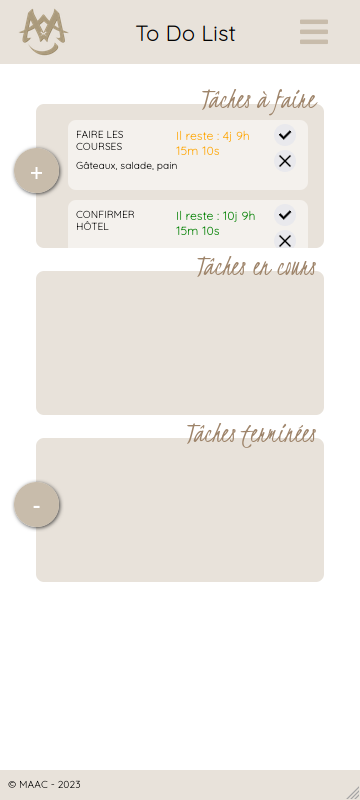 To Do List
Tâches à faire
FAIRE LES
COURSES
Gâteaux, salade, pain
Il reste : 4j 9h
15m 10s
+
CONFIRMER
HÔTEL
Il reste : 10j 9h
15m 10s
Tâches en cours
Tâches terminées
-
© MAAC - 2023